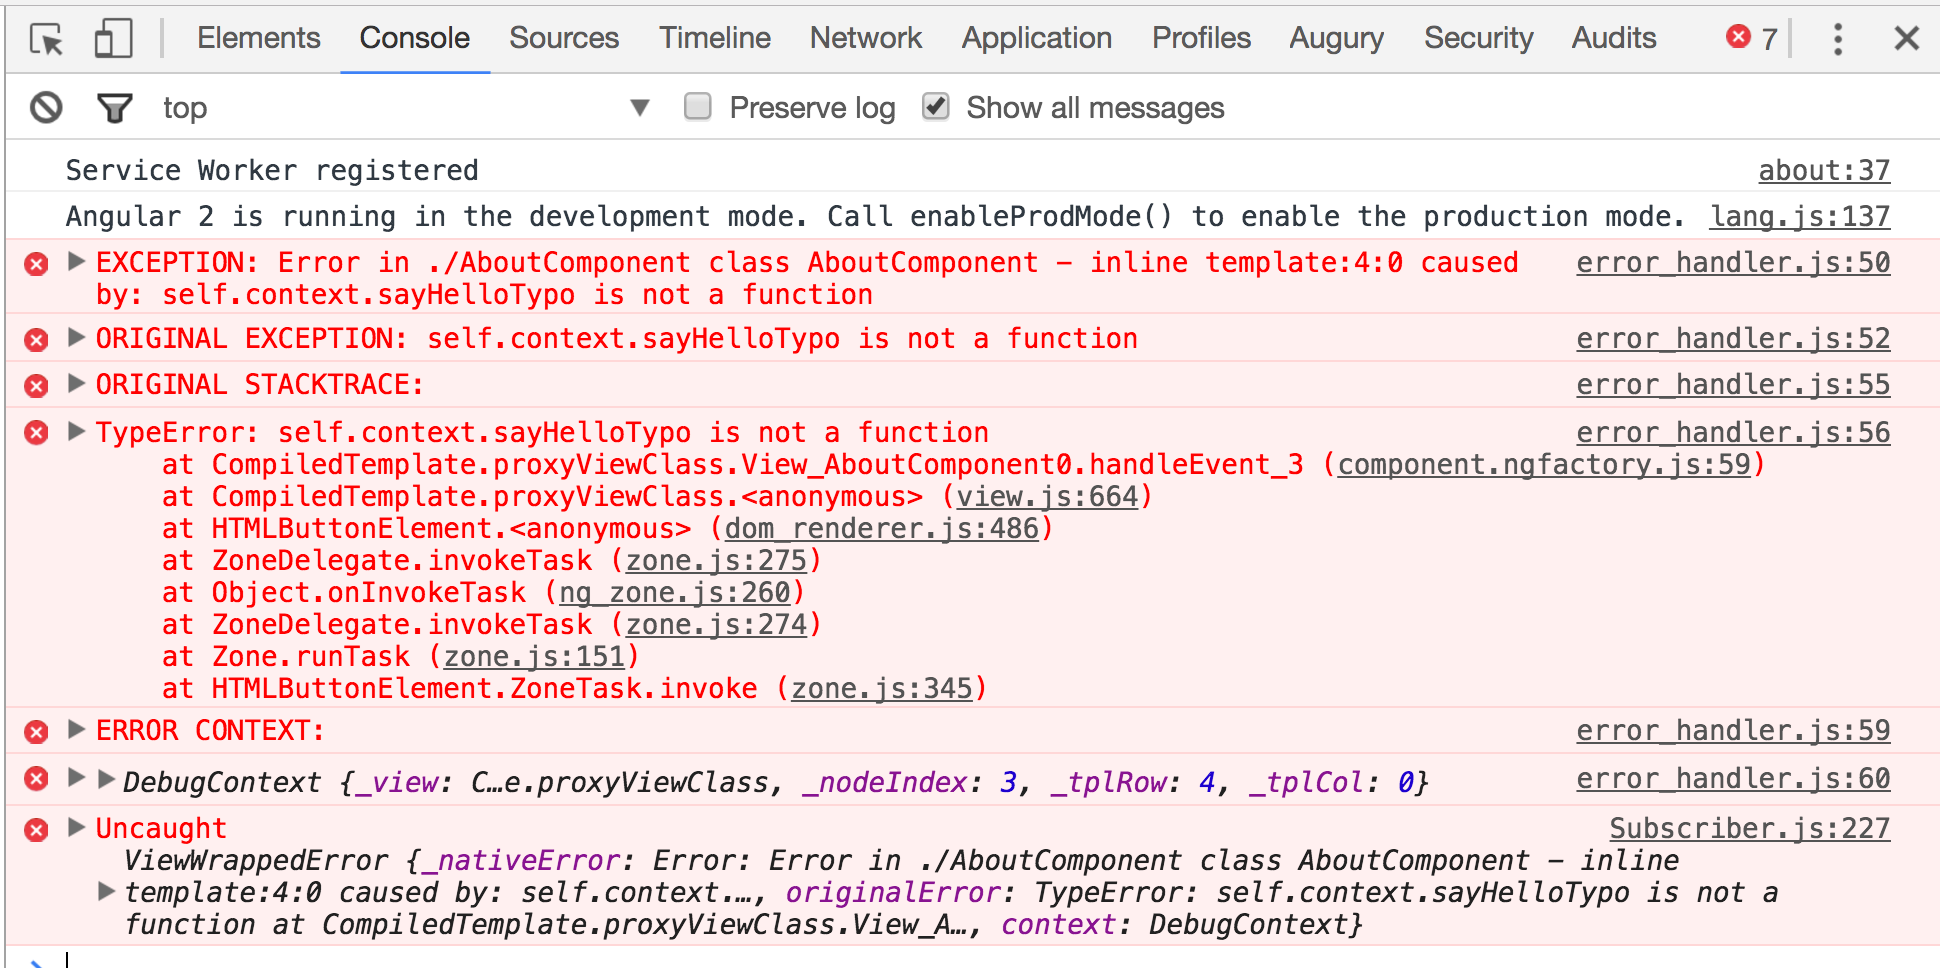 Elements Console Sources Timeline Network Application Profiles Augury Security Audits 7
top Preserve log Show all messages
Service Worker registered about:37
Angular 2 is running in the development mode. Call enableProdMode() to enable the production mode. lang.js:137
EXCEPTION: Error in ./AboutComponent class AboutComponent – inline template:4:0 caused error_handler.js:50
by: self.context.sayHelloTypo is not a function
ORIGINAL EXCEPTION: self.context.sayHelloTypo is not a function error_handler.js:52
ORIGINAL STACKTRACE: error_handler.js:55
TypeError: self.context.sayHelloTypo is not a function error_handler.js:56
at CompiledTemplate.proxyViewClass.View_AboutComponent0.handleEvent_3 (component.ngfactory.js:59)
at CompiledTemplate.proxyViewClass.<anonymous> (view.js:664)
at HTMLButtonElement.<anonymous> (dom_renderer.js:486)
at ZoneDelegate.invokeTask (zone.js:275)
at Object.onInvokeTask (ng_zone.js:260)
at ZoneDelegate.invokeTask (zone.js:274)
at Zone.runTask (zone.js:151)
at HTMLButtonElement.ZoneTask.invoke (zone.js:345)
ERROR CONTEXT: error_handler.js:59
DebugContext {_view: C…e.proxyViewClass, _nodeIndex: 3, _tplRow: 4, _tplCol: 0} error_handler.js:60
Uncaught Subscriber.js:227
ViewWrappedError {_nativeError: Error: Error in ./AboutComponent class AboutComponent – inline
template:4:0 caused by: self.context.…, originalError: TypeError: self.context.sayHelloTypo is not a
function at CompiledTemplate.proxyViewClass.View_A…, context: DebugContext}